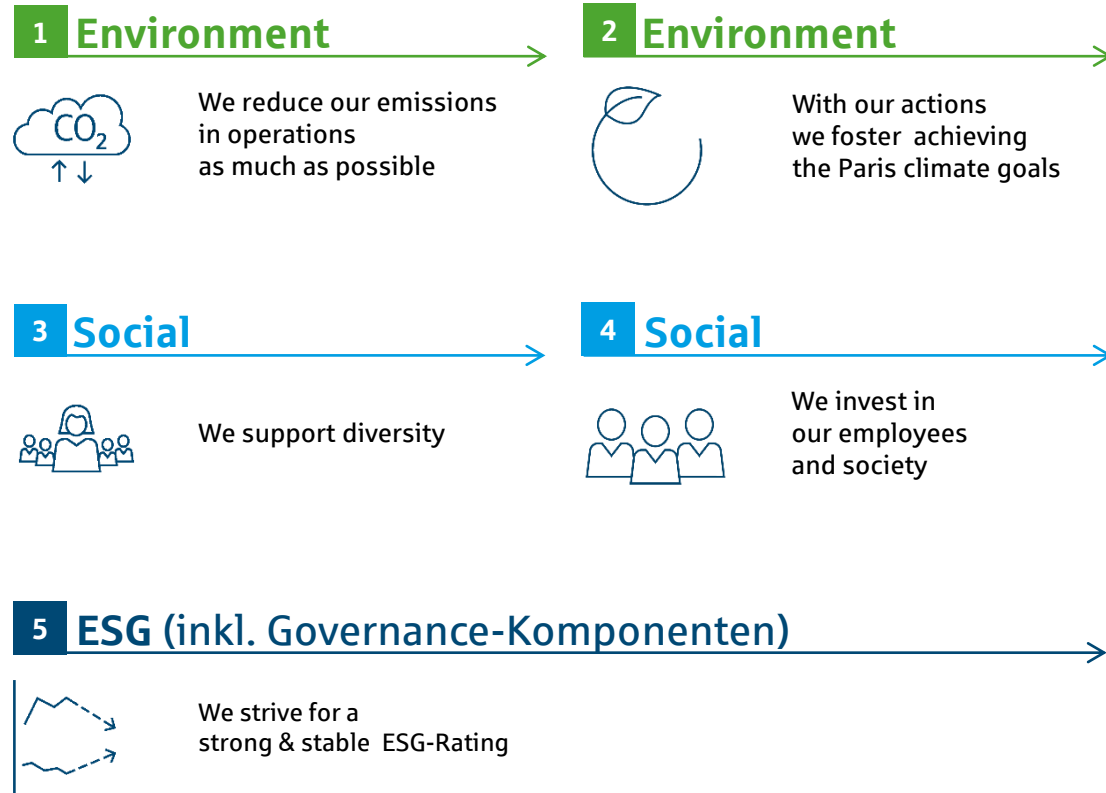 1 Environment
CO2
We reduce our emissions
in operations
as much as possible
2 Environment
With our actions
we foster achieving
the Paris climate goals
3 Social
We support diversity
4 Social
We invest in
our employees
and society
5 ESG (inkl. Governance-Komponenten)
We strive for a
strong & stable ESG-Rating